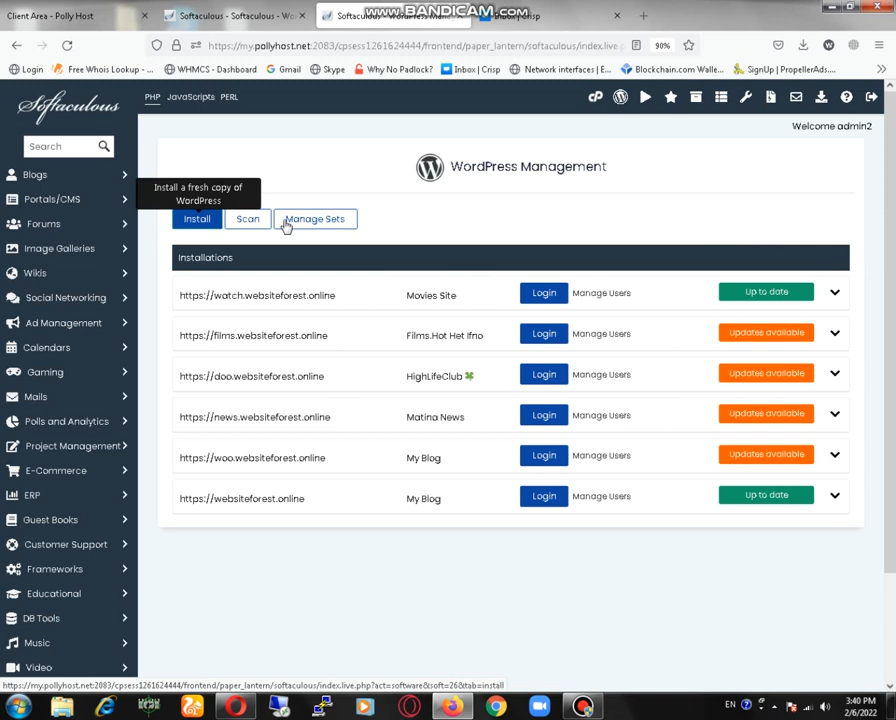 Client Area - Polly Host
Softaculous - Softaculous - Wo
Softaculous - WordPress Man
Inbox | Crisp
www.BANDICAM.com
https://my.pollyhost.net:2083/cpsess1261624444/frontend/paper_lantern/softaculous/index.live.p
90%
Login
Free Whois Lookup - ...
WHMCS - Dashboard
Gmail
Skype
Why No Padlock?
Inbox | Crisp
Network interfaces | E...
Blockchain.com Walle...
SignUp | PropellerAds....
Softaculous
PHP
JavaScripts
PERL
Welcome admin2
Search
WordPress Management
Install a fresh copy of
WordPress
Install
Scan
Manage Sets
Installations
https://watch.websiteforest.online
Movies Site
Login
Manage Users
Up to date
https://films.websiteforest.online
Films.Hot Het Ifno
Login
Manage Users
Updates available
https://doo.websiteforest.online
HighLifeClub🍀
Login
Manage Users
Updates available
https://news.websiteforest.online
Matina News
Login
Manage Users
Updates available
https://woo.websiteforest.online
My Blog
Login
Manage Users
Updates available
https://websiteforest.online
My Blog
Login
Manage Users
Up to date
Blogs
Portals/CMS
Forums
Image Galleries
Wikis
Social Networking
Ad Management
Calendars
Gaming
Mails
Polls and Analytics
Project Management
E-Commerce
ERP
Guest Books
Customer Support
Frameworks
Educational
DB Tools
Music
Video
https://my.pollyhost.net:2083/cpsess1261624444/frontend/paper_lantern/softaculous/index.live.php?act=software&soft=26&tab=install
EN
3:40 PM
2/6/2022